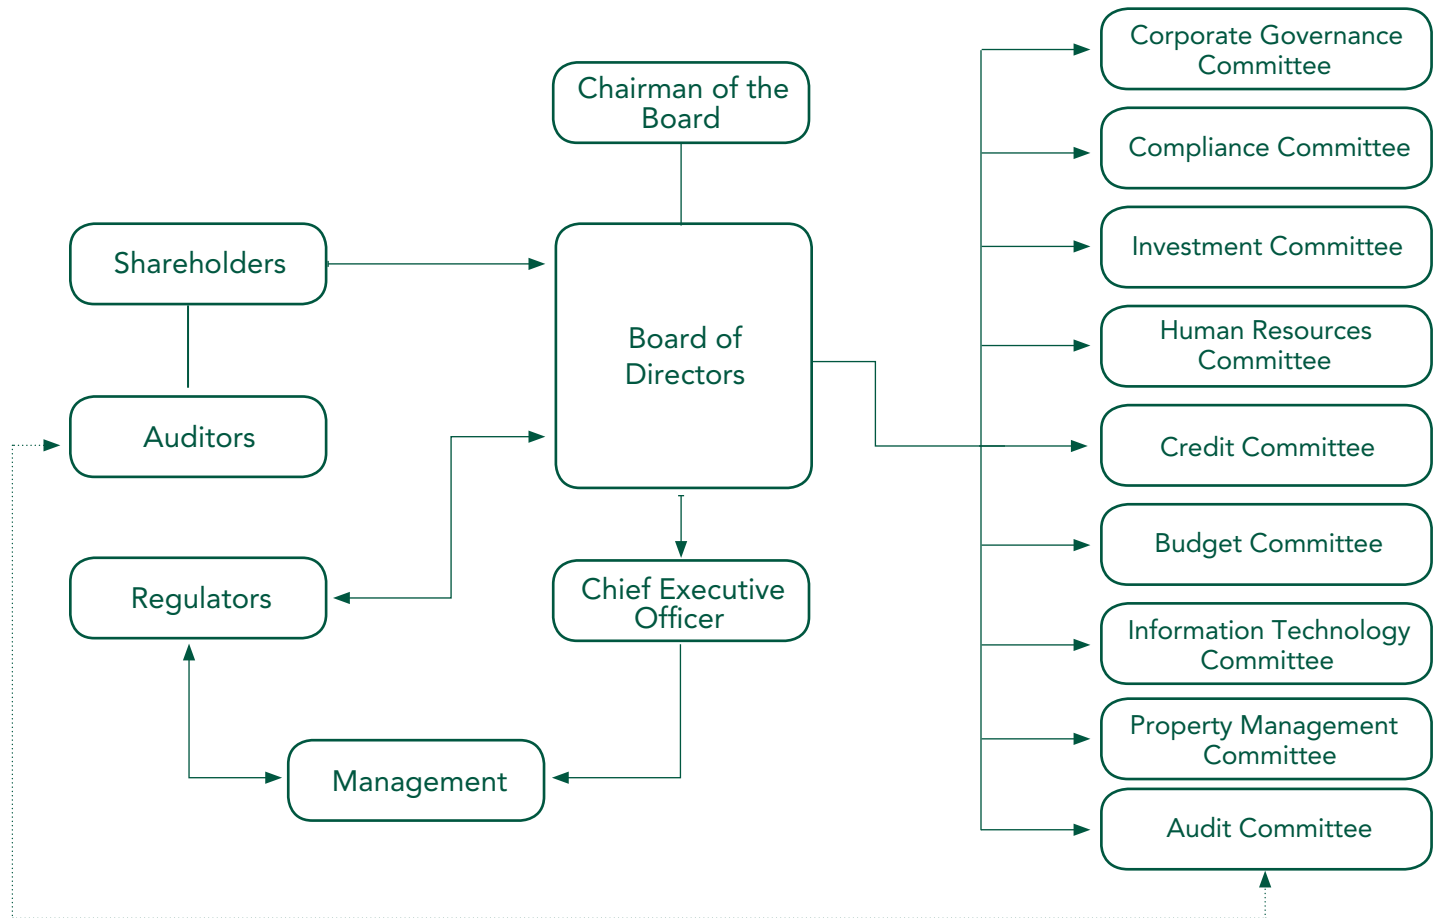 Chairman of the
Board
Shareholders
Auditors
Regulators
Management
Board of
Directors
Chief Executive
Officer
Corporate Governance
Committee
Compliance Committee
Investment Committee
Human Resources
Committee
Credit Committee
Budget Committee
Information Technology
Committee
Property Management
Committee
Audit Committee